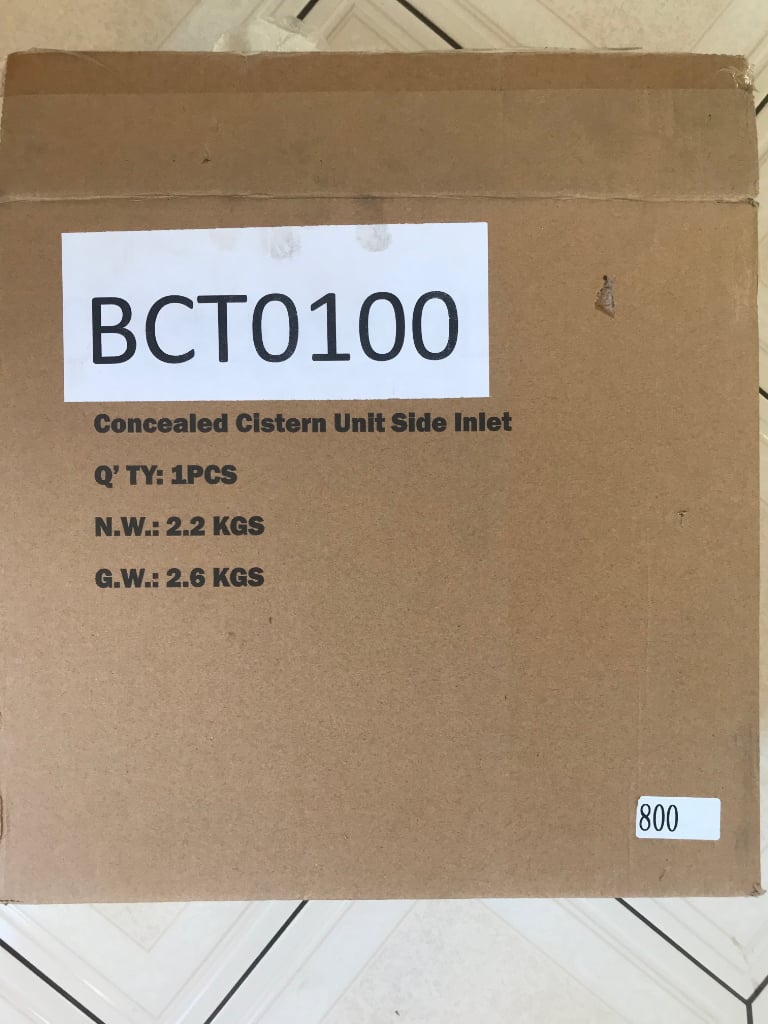 BCT0100
Concealed Cistern Unit Side Inlet
Q' TY: 1PCS
N.W.: 2.2 KGS
G.W.: 2.6 KGS
800